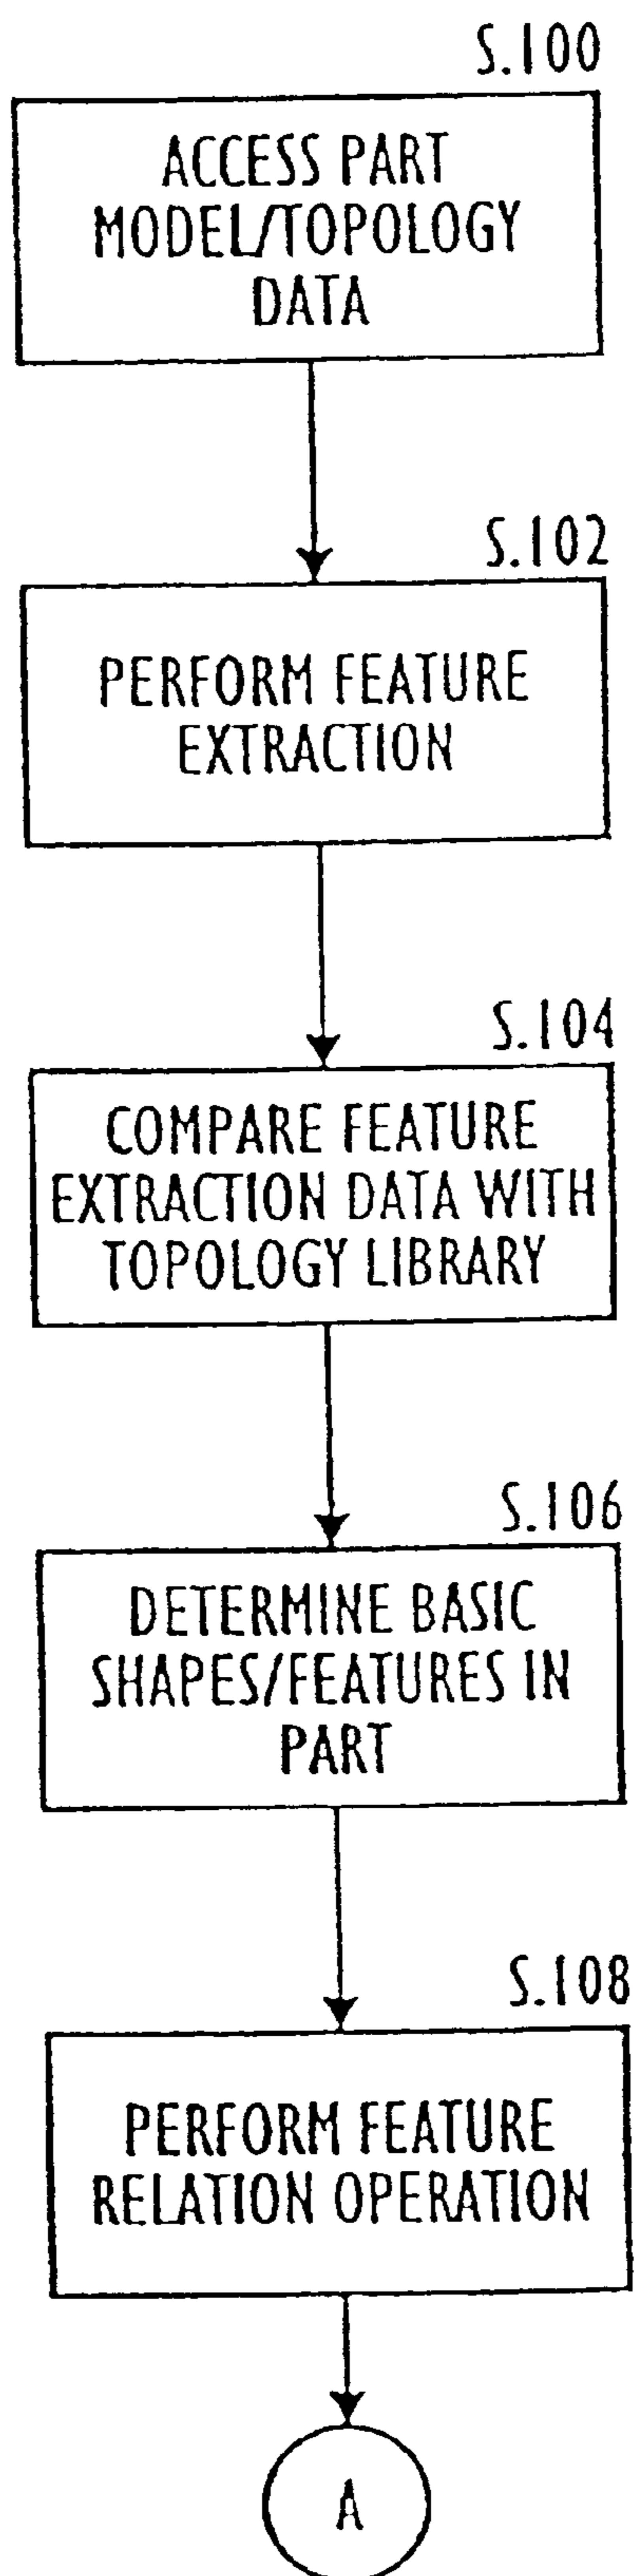 S.100
ACCESS PART
MODEL/TOPOLOGY
DATA
S.102
PERFORM FEATURE
EXTRACTION
S.104
COMPARE FEATURE
EXTRACTION DATA WITH
TOPOLOGY LIBRARY
S.106
DETERMINE BASIC
SHAPES/FEATURES IN
PART
S.108
PERFORM FEATURE
RELATION OPERATION
A